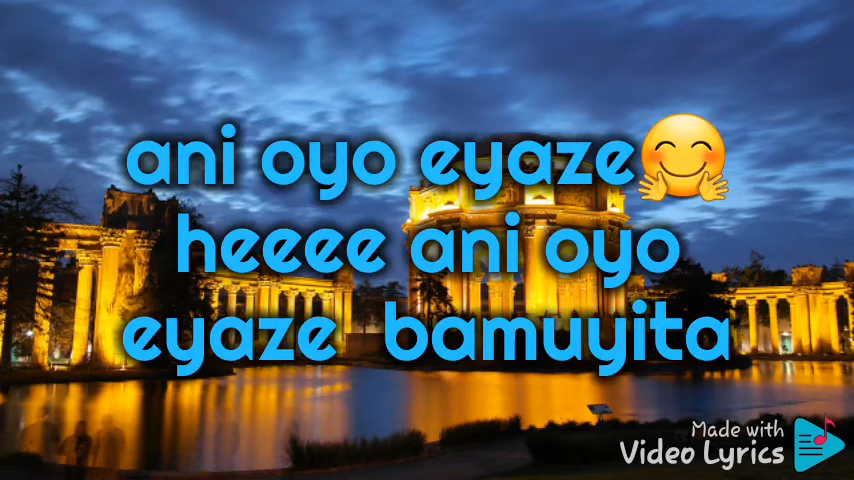 ani oyo eyaze🤗
heeee ani oyo
eyaze bamuyita
Made with
Video Lyrics